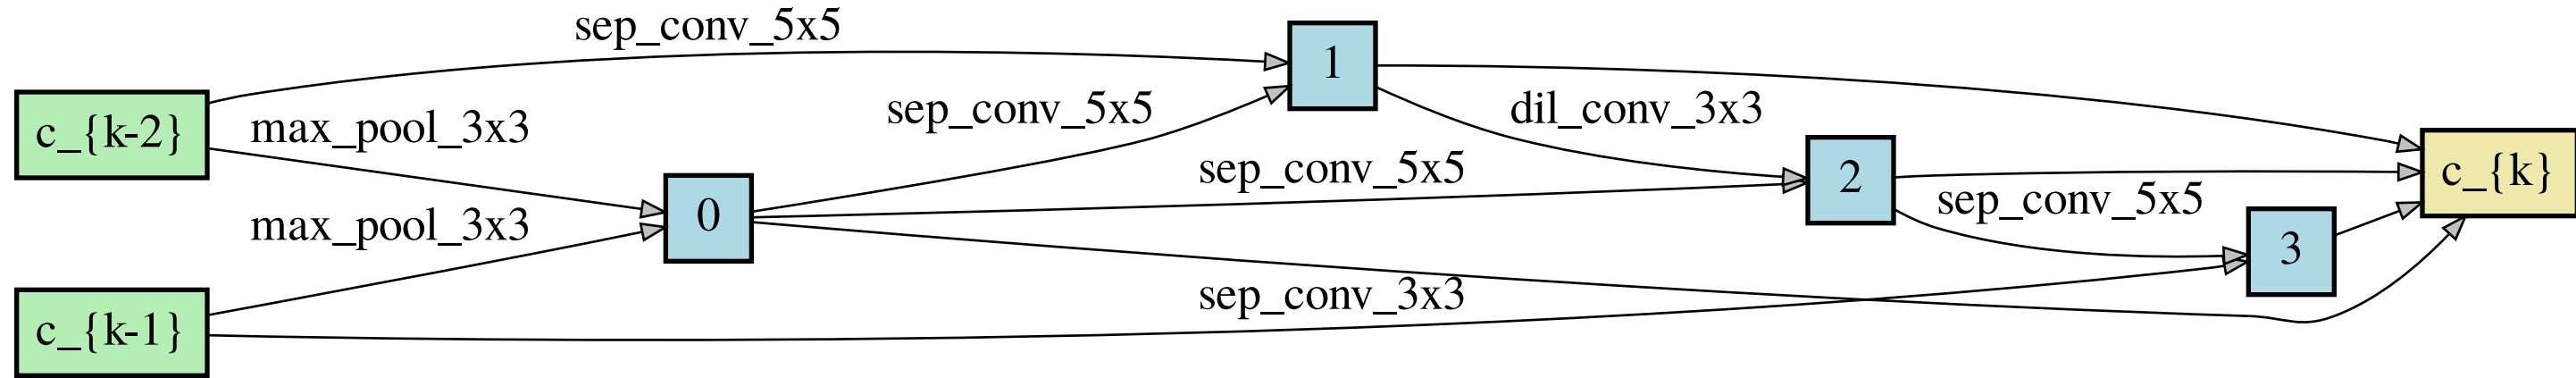 sep_conv_5x5
1
c_{k-2}
max_pool_3x3
sep_conv_5x5
dil_conv_3x3
sep_conv_5x5
2
c_{k}
0
max_pool_3x3
sep_conv_5x5
3
sep_conv_3x3
c_{k-1}